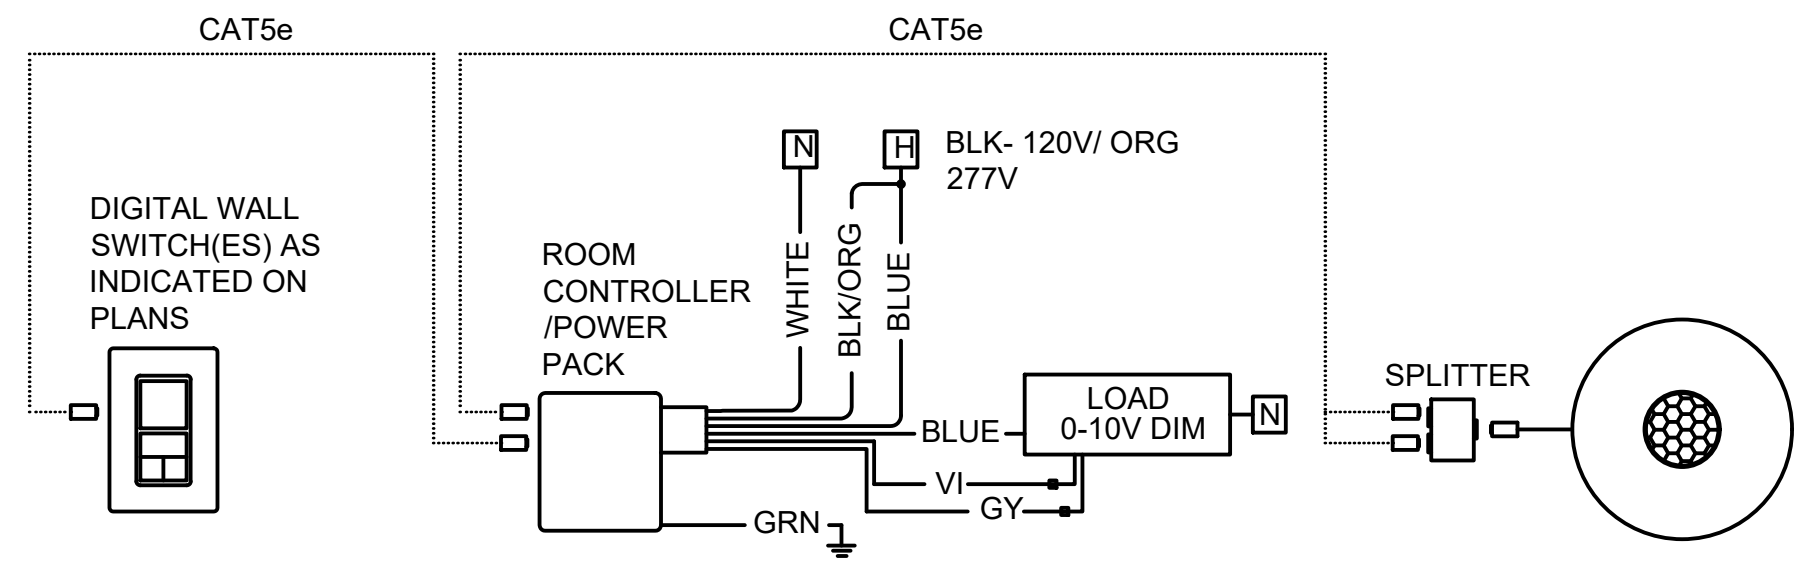 CAT5e
CAT5e
N
H
BLK- 120V/ ORG
277V
DIGITAL WALL
SWITCH(ES) AS
INDICATED ON
PLANS
ROOM
CONTROLLER
/POWER
PACK
WHITE
BLK/ORG
BLUE
SPLITTER
LOAD
0-10V DIM
N
BLUE
VI
GY
GRN